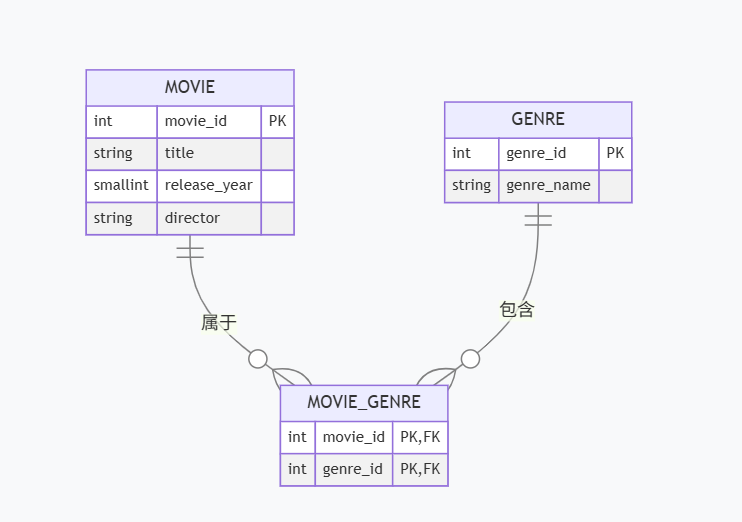 MOVIE
int movie_id PK
string title
smallint release_year
string director
GENRE
int genre_id PK
string genre_name
属于
包含
MOVIE_GENRE
int movie_id PK,FK
int genre_id PK,FK